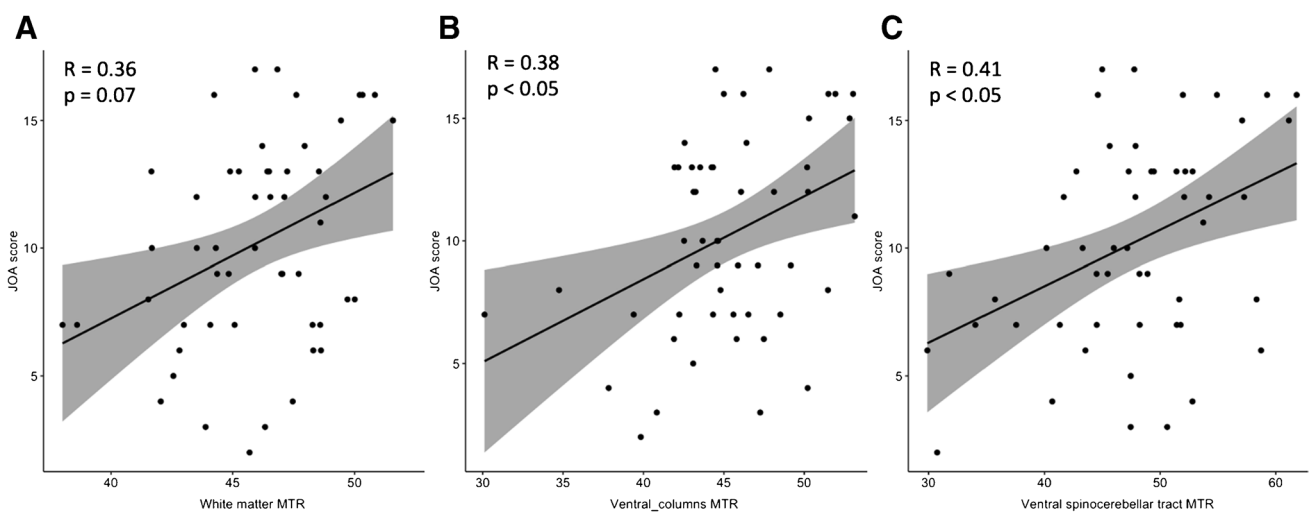 A
R = 0.36
p = 0.07
JOA score
15
10
5
40
45
50
White matter MTR
B
R = 0.38
p < 0.05
JOA score
15
10
5
30
35
40
45
50
Ventral_columns MTR
C
R = 0.41
p < 0.05
JOA score
15
10
5
30
40
50
60
Ventral spinocerebellar tract MTR